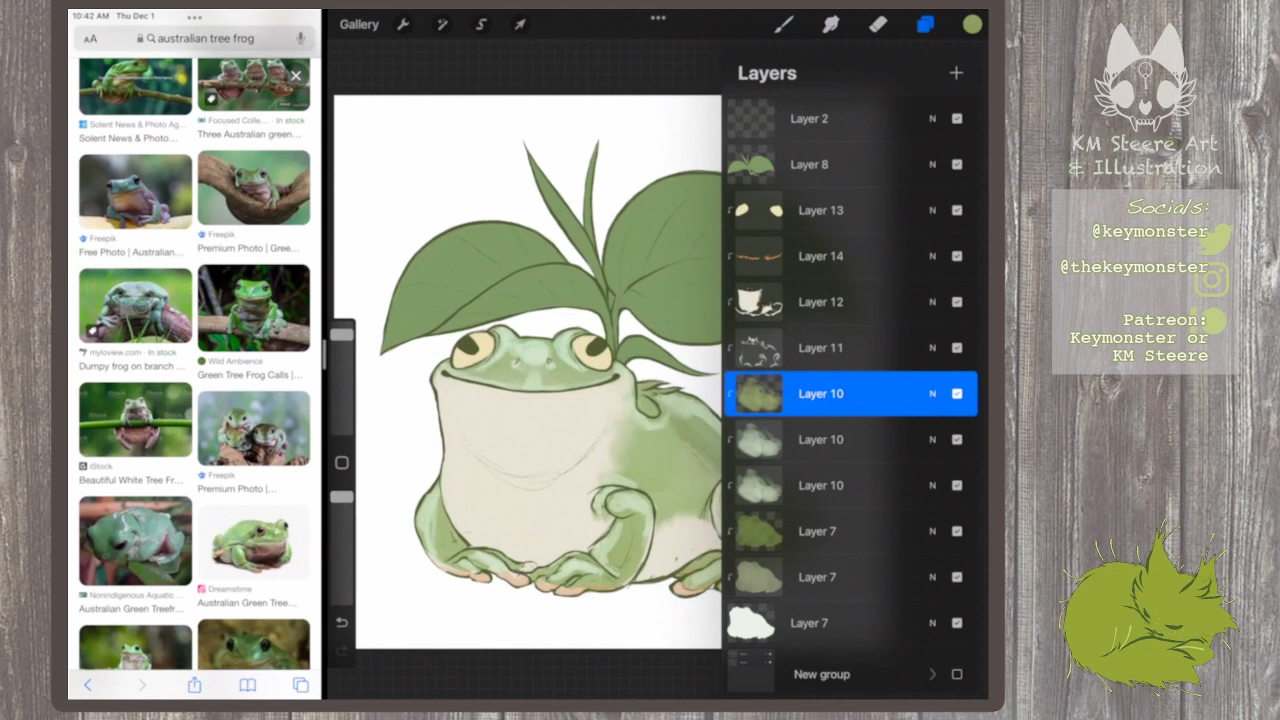 10:42 AM Thu Dec 1
AA
australian tree frog
Solent News & Photo Ag...
Solent News & Photo...
Focused Colle... · In stock
Three Australian green...
Freepik
Free Photo | Australian...
Freepik
Premium Photo | Gree...
myloview.com · In stock
Dumpy frog on branch ...
Wild Ambience
Green Tree Frog Calls |...
iStock
Beautiful White Tree Fr...
Freepik
Premium Photo |...
Nonindigenous Aquatic ...
Australian Green Treefr...
Dreamstime
Australian Green Tree...
Gallery
Layers
Layer 2 N
Layer 8 N
Layer 13 N
Layer 14 N
Layer 12 N
Layer 11 N
Layer 10 N
Layer 10 N
Layer 10 N
Layer 7 N
Layer 7 N
Layer 7 N
New group
KM Steere Art
& Illustration
Socials:
@keymonster
@thekeymonster
Patreon:
Keymonster or
KM Steere